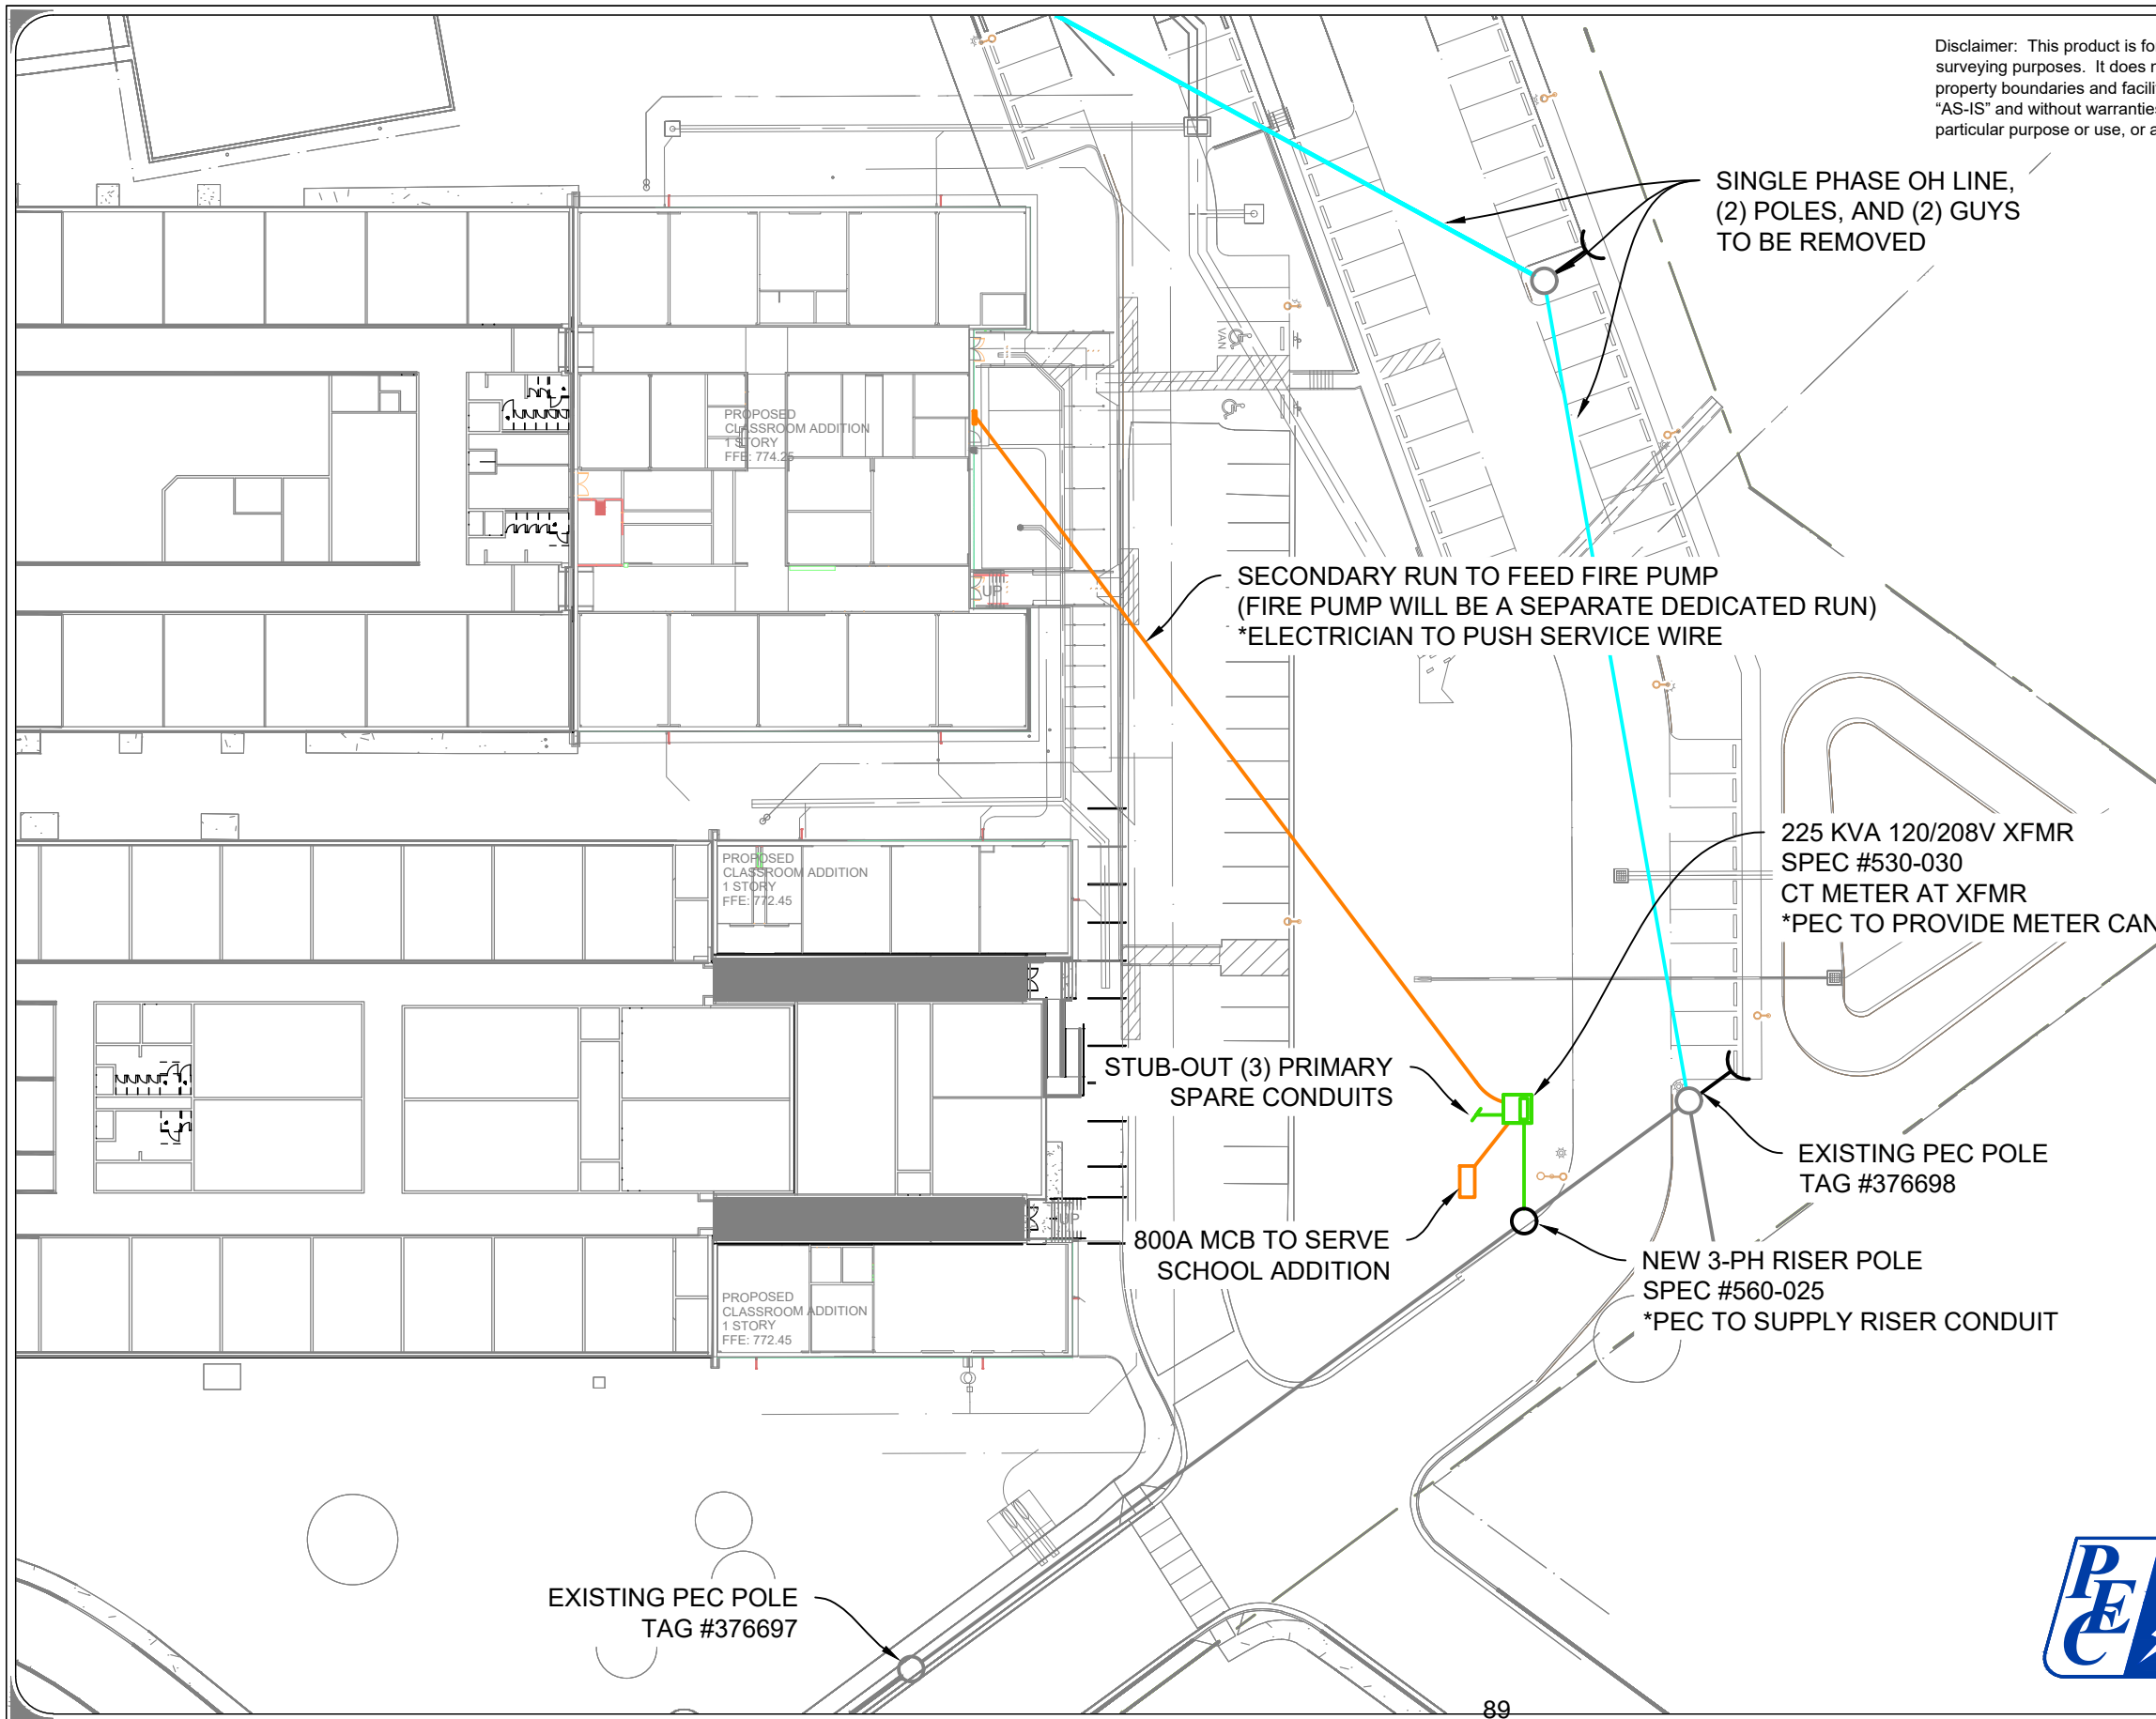 Disclaimer: This product is fo
surveying purposes. It does
property boundaries and facili
“AS-IS” and without warrantie
particular purpose or use, or a
SINGLE PHASE OH LINE,
(2) POLES, AND (2) GUYS
TO BE REMOVED
VAN
PROPOSED
CLASSROOM ADDITION
1 STORY
FFE: 774.25
SECONDARY RUN TO FEED FIRE PUMP
(FIRE PUMP WILL BE A SEPARATE DEDICATED RUN)
*ELECTRICIAN TO PUSH SERVICE WIRE
UP
225 KVA 120/208V XFMR
SPEC #530-030
CT METER AT XFMR
*PEC TO PROVIDE METER CAN
PROPOSED
CLASSROOM ADDITION
1 STORY
FFE: 772.45
STUB-OUT (3) PRIMARY
SPARE CONDUITS
EXISTING PEC POLE
TAG #376698
UP
800A MCB TO SERVE
SCHOOL ADDITION
NEW 3-PH RISER POLE
SPEC #560-025
*PEC TO SUPPLY RISER CONDUIT
PROPOSED
CLASSROOM ADDITION
1 STORY
FFE: 772.45
EXISTING PEC POLE
TAG #376697
PEC
89